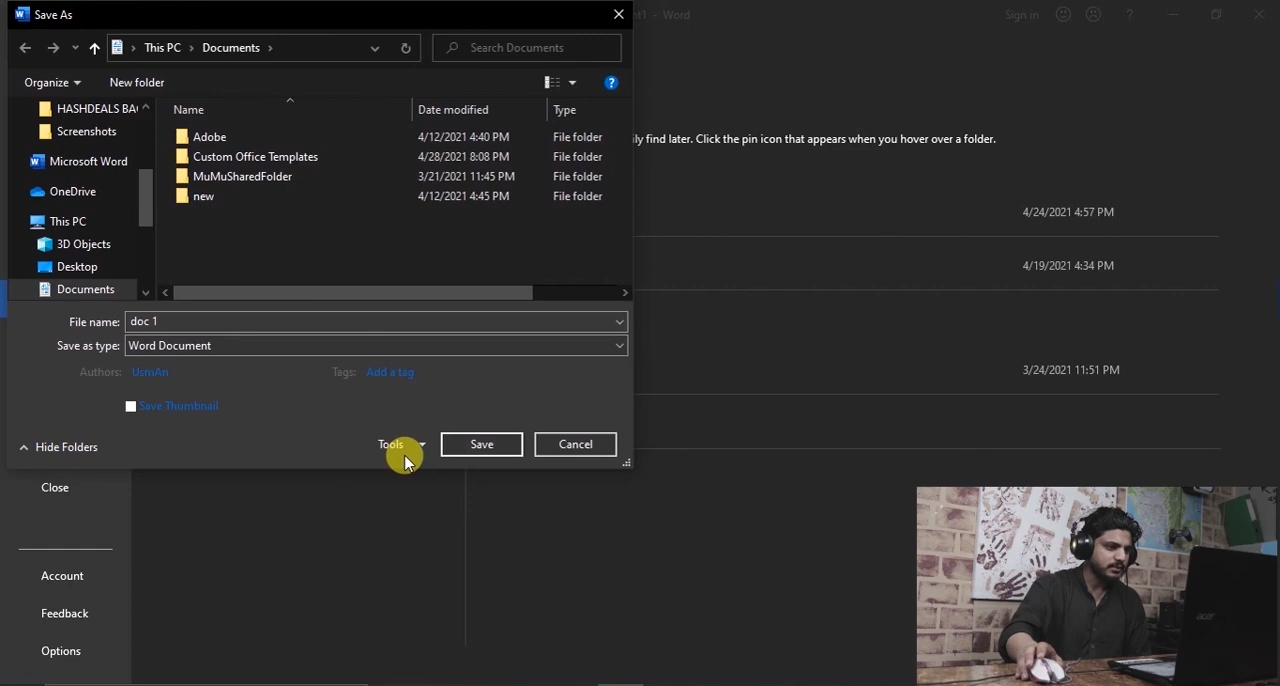 Save As
nt1 - Word
Sign in
?
This PC
Documents
Search Documents
Organize
New folder
?
HASHDEALS BA
Screenshots
Microsoft Word
OneDrive
This PC
3D Objects
Desktop
Documents
Name
Date modified
Type
Adobe
4/12/2021 4:40 PM
File folder
Custom Office Templates
4/28/2021 8:08 PM
File folder
MuMuSharedFolder
3/21/2021 11:45 PM
File folder
new
4/12/2021 4:45 PM
File folder
ily find later. Click the pin icon that appears when you hover over a folder.
4/24/2021 4:57 PM
4/19/2021 4:34 PM
3/24/2021 11:51 PM
File name: doc 1
Save as type: Word Document
Authors: UsmAn
Tags: Add a tag
Save Thumbnail
Hide Folders
Tools
Save
Cancel
Close
Account
Feedback
Options
acer